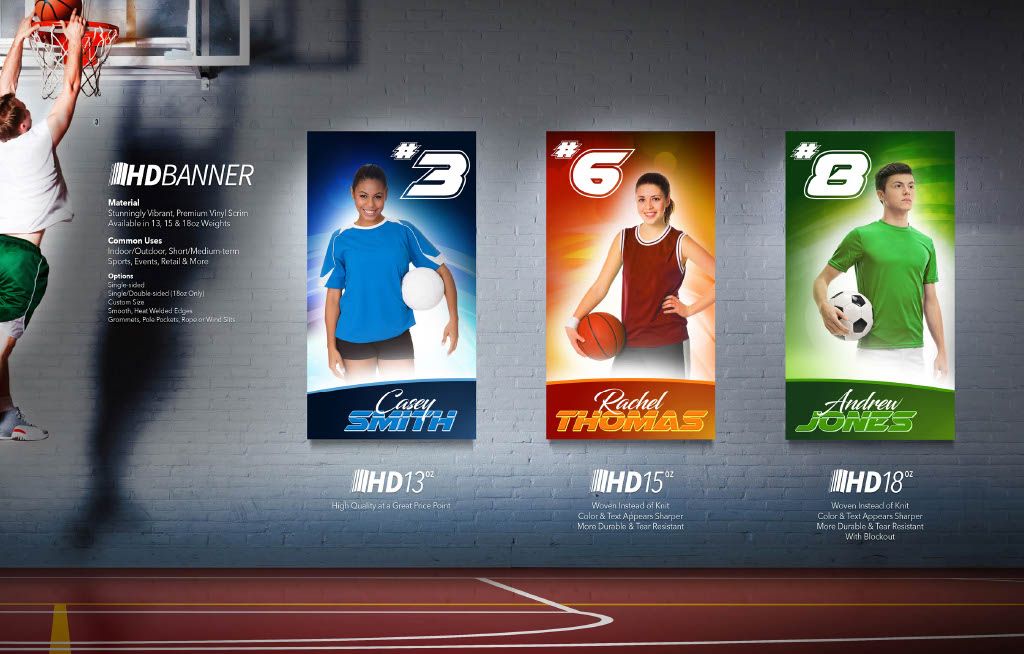 HDBANNER
Material
Stunningly Vibrant, Premium Vinyl Scrim
Available in 13, 15 & 18oz Weights
Common Uses
Indoor/Outdoor, Short/Medium-term
Sports, Events, Retail & More
Options
Single-sided
Single/Double-sided (18oz Only)
Custom Size
Smooth, Heat Welded Edges
Grommets, Pole Pockets, Rope or Wind Slits
#3
Casey
SMITH
HD13oz
High Quality at a Great Price Point
#6
Rachel
THOMAS
HD15oz
Woven Instead of Knit
Color & Text Appears Sharper
More Durable & Tear Resistant
#8
Andrew
JONES
HD18oz
Woven Instead of Knit
Color & Text Appears Sharper
More Durable & Tear Resistant
With Blockout